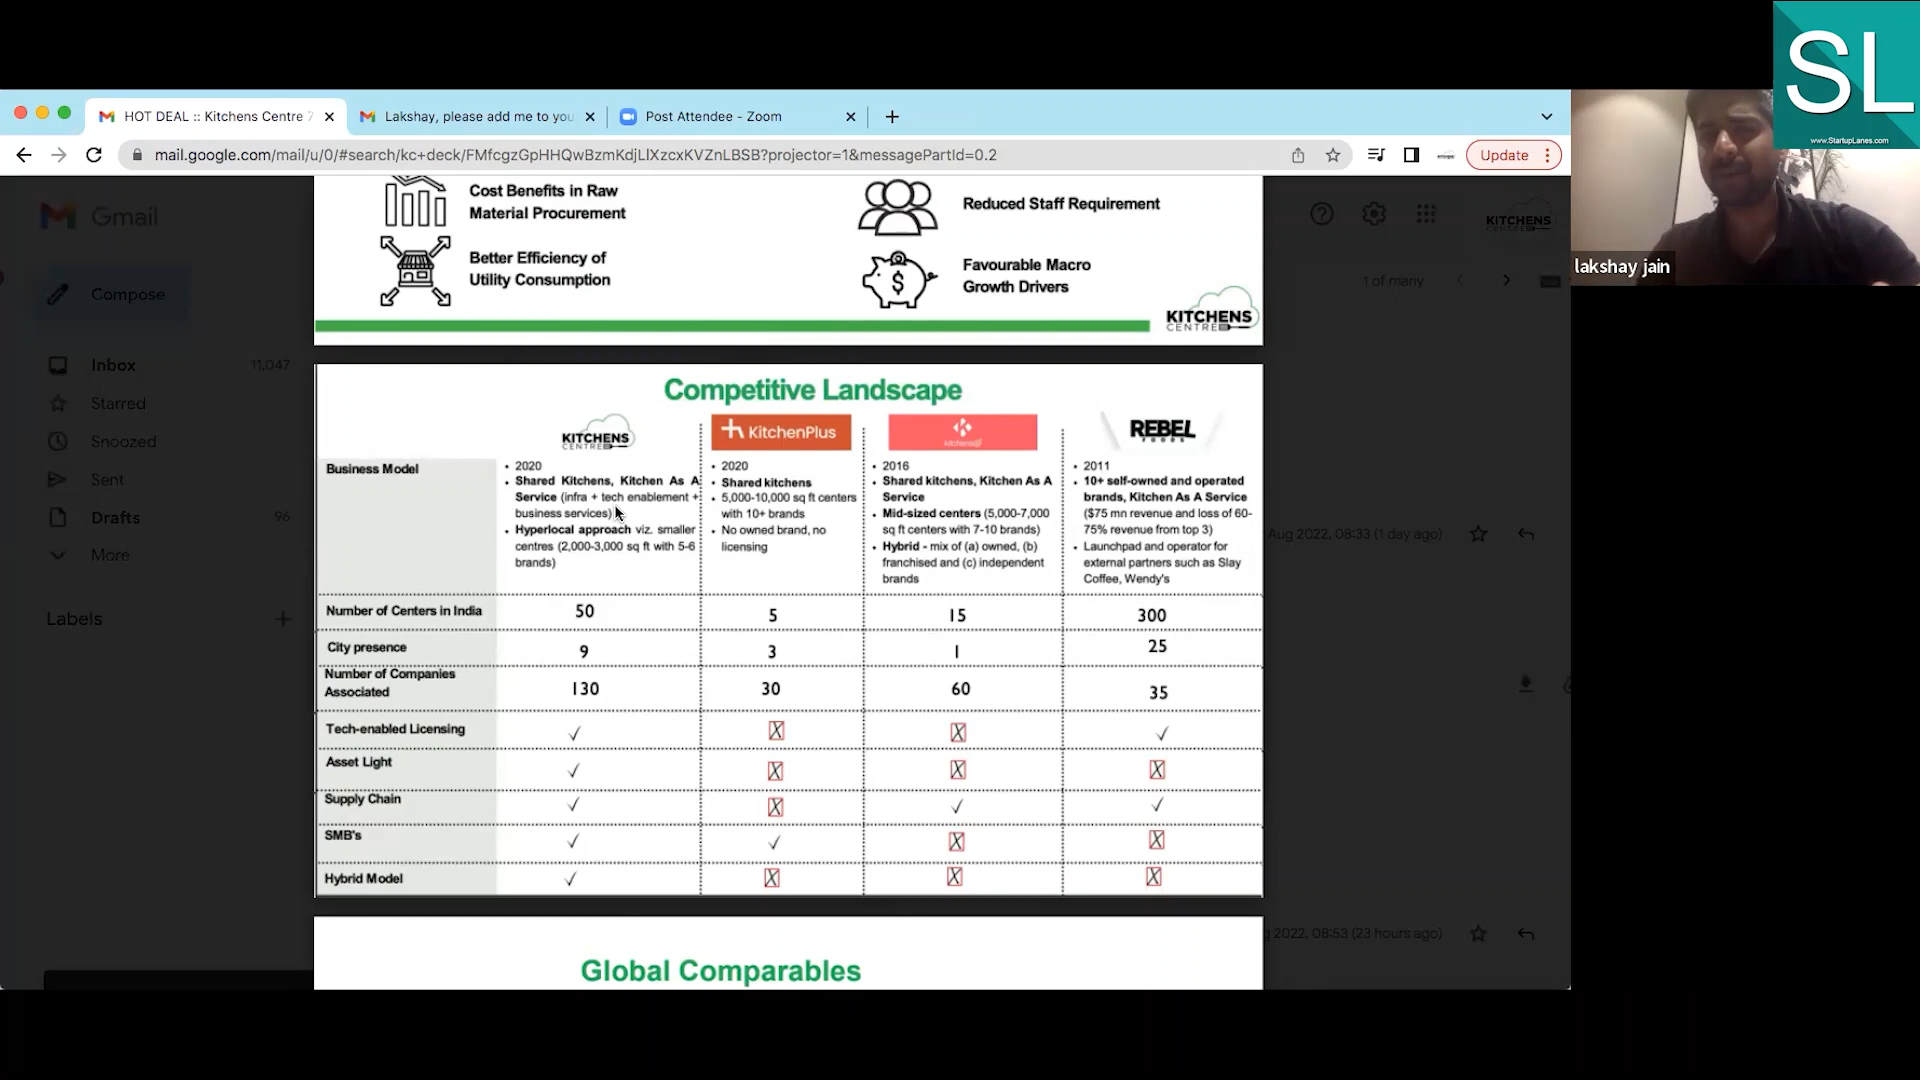 SL
www.StartupLanes.com
HOT DEAL :: Kitchens Centre 7
Lakshay, please add me to you
Post Attendee - Zoom
mail.google.com/mail/u/0/#search/kc+deck/FMfcgzGpHHQwBzmKdjLlXzcxKVZnLBSB?projector=1&messagePartId=0.2
Update
lakshay jain
Gmail
Compose
Inbox 11,047
Starred
Snoozed
Sent
Drafts 96
More
Labels
1 of many
KITCHENS
Cost Benefits in Raw
Material Procurement
Reduced Staff Requirement
Better Efficiency of
Utility Consumption
Favourable Macro
Growth Drivers
KITCHENS
CENTRE
Competitive Landscape
KITCHENS
CENTRE
KitchenPlus
kitchens@
REBEL
FOODS
Business Model
• 2020
• Shared Kitchens, Kitchen As A
Service (infra + tech enablement +
business services)
• Hyperlocal approach viz. smaller
centres (2,000-3,000 sq ft with 5-6
brands)
• 2020
• Shared kitchens
• 5,000-10,000 sq ft centers
with 10+ brands
• No owned brand, no
licensing
• 2016
• Shared kitchens, Kitchen As A
Service
• Mid-sized centers (5,000-7,000
sq ft centers with 7-10 brands)
• Hybrid - mix of (a) owned, (b)
franchised and (c) independent
brands
• 2011
• 10+ self-owned and operated
brands, Kitchen As A Service
($75 mn revenue and loss of 60-
75% revenue from top 3)
• Launchpad and operator for
external partners such as Slay
Coffee, Wendy's
Number of Centers in India 50 5 15 300
City presence 9 3 1 25
Number of Companies
Associated 130 30 60 35
Tech-enabled Licensing ✓ X X ✓
Asset Light ✓ X X X
Supply Chain ✓ X ✓ ✓
SMB's ✓ ✓ X X
Hybrid Model ✓ X X X
Aug 2022, 08:33 (1 day ago)
2022, 08:53 (23 hours ago)
Global Comparables